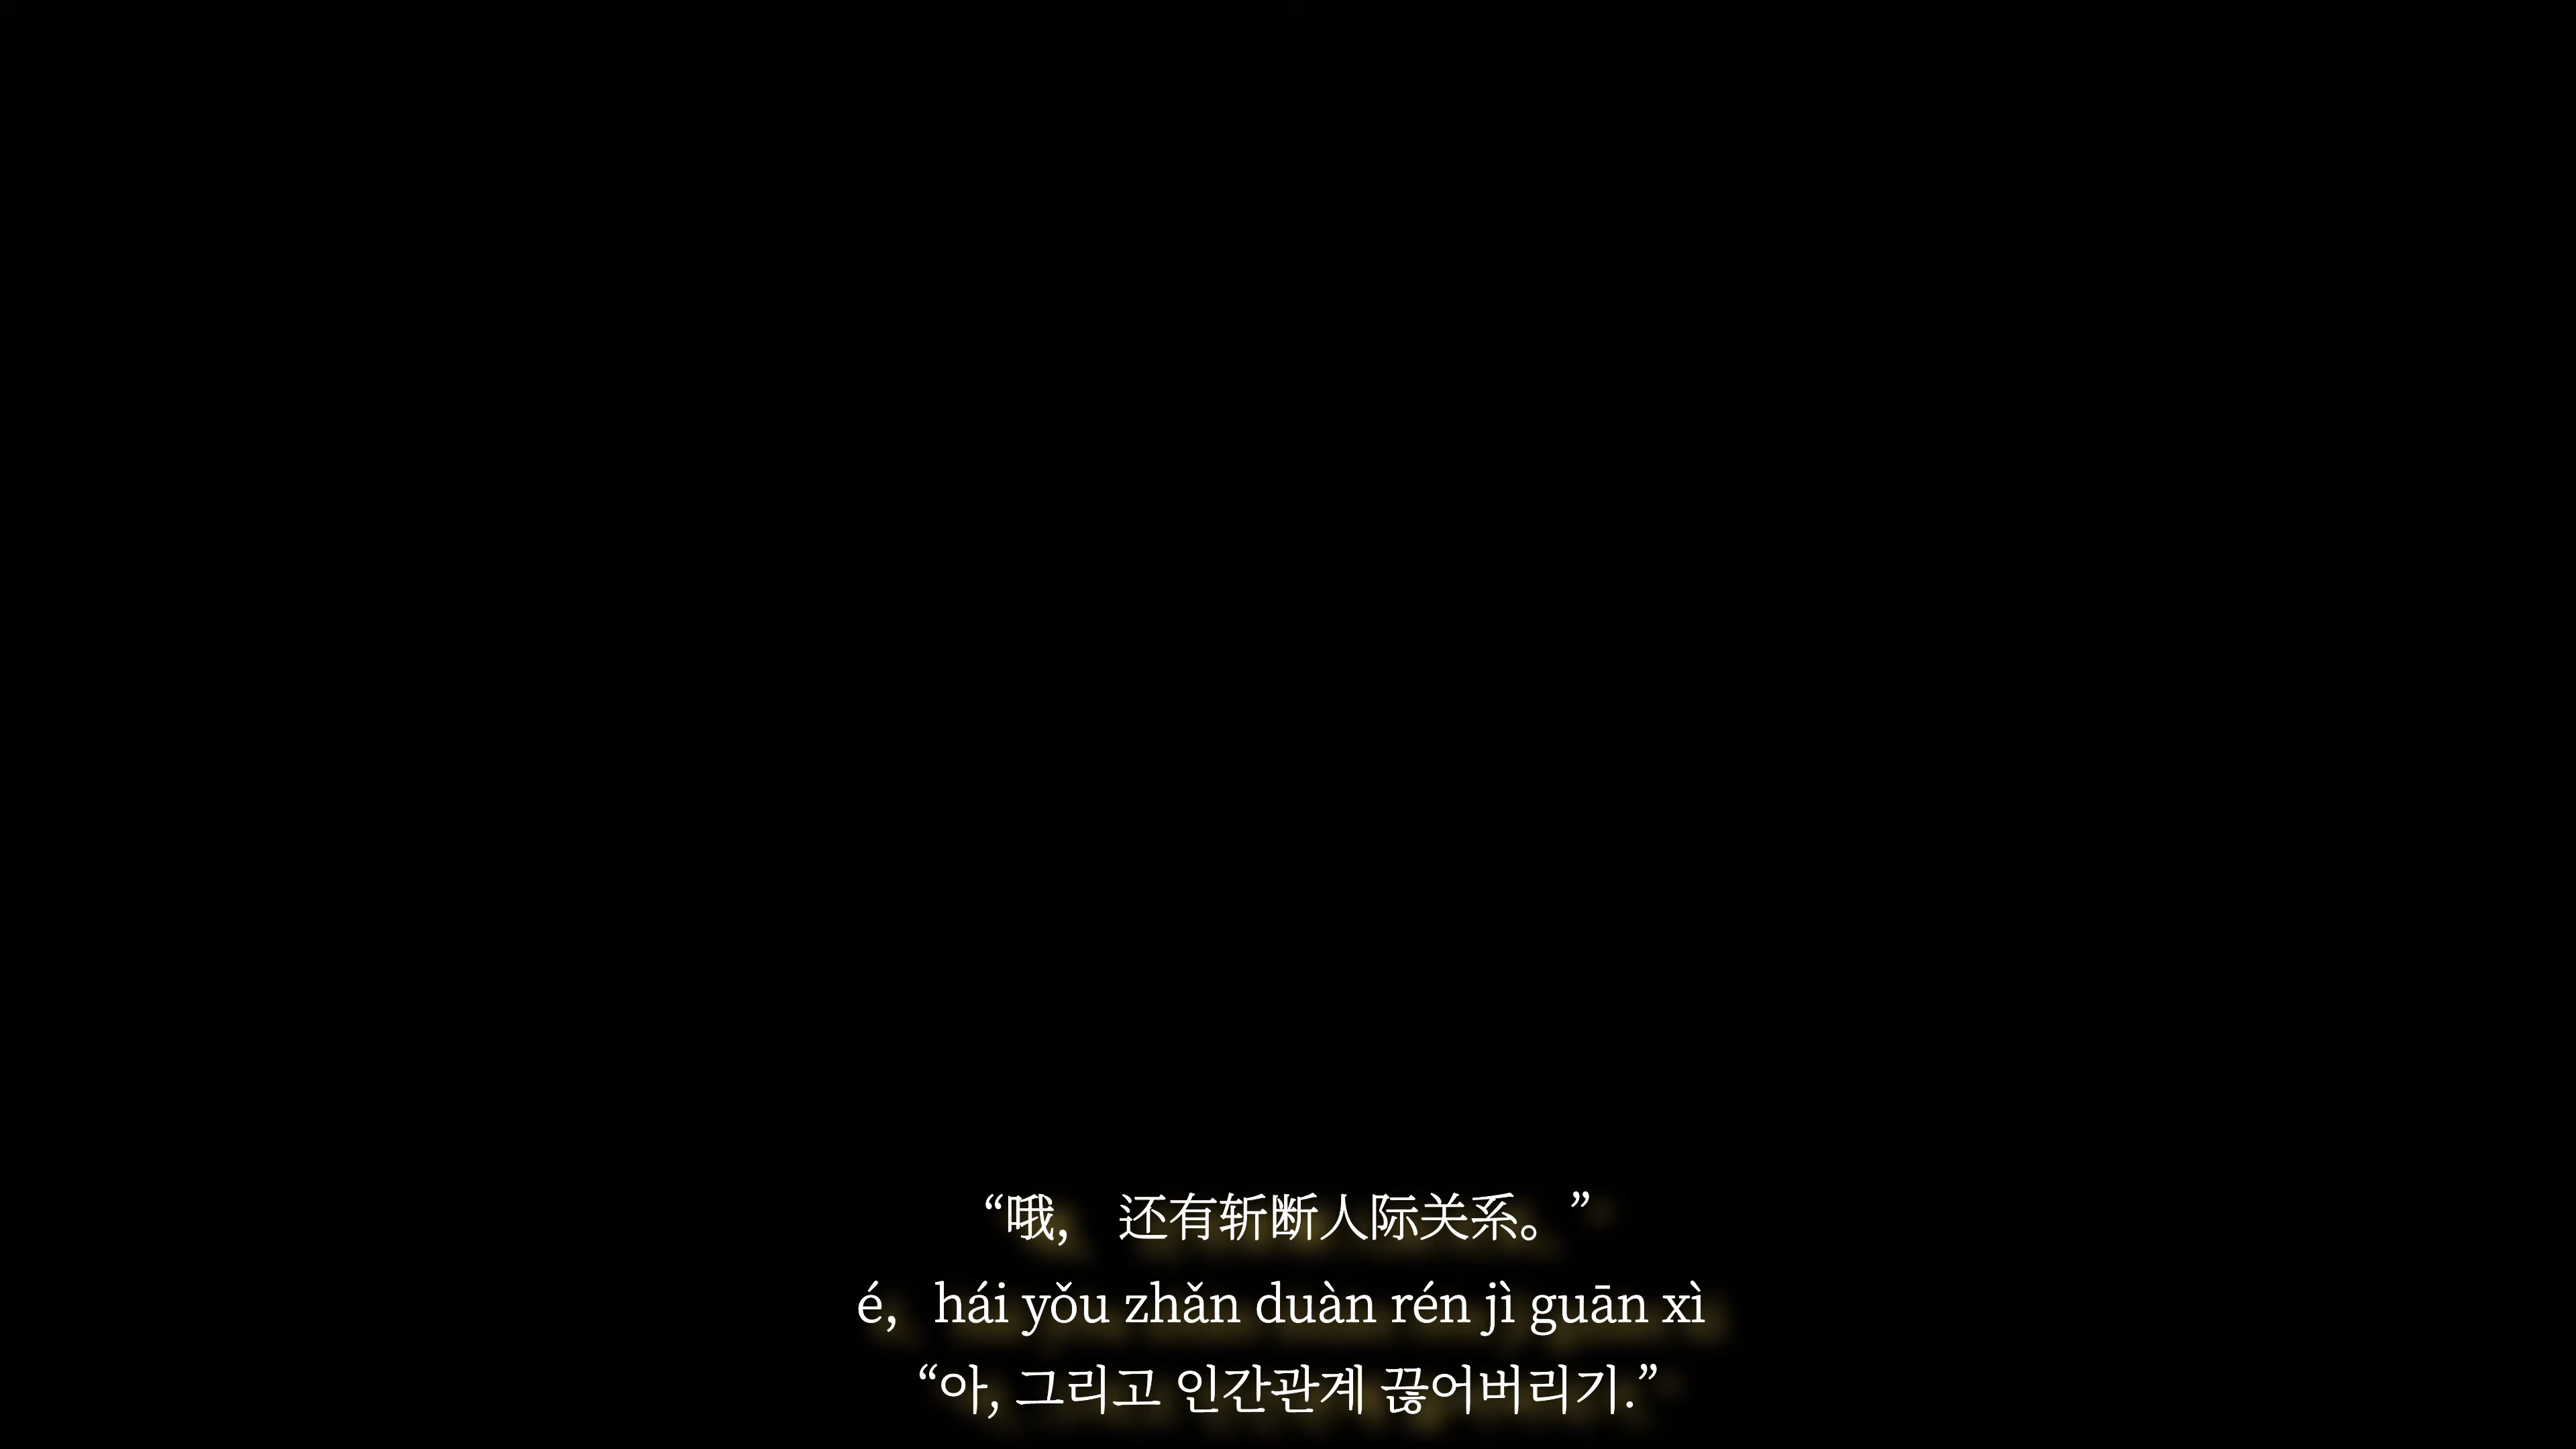 “哦， 还有斩断人际关系。”
é，hái yǒu zhǎn duàn rén jì guān xì
“아, 그리고 인간관계 끊어버리기.”